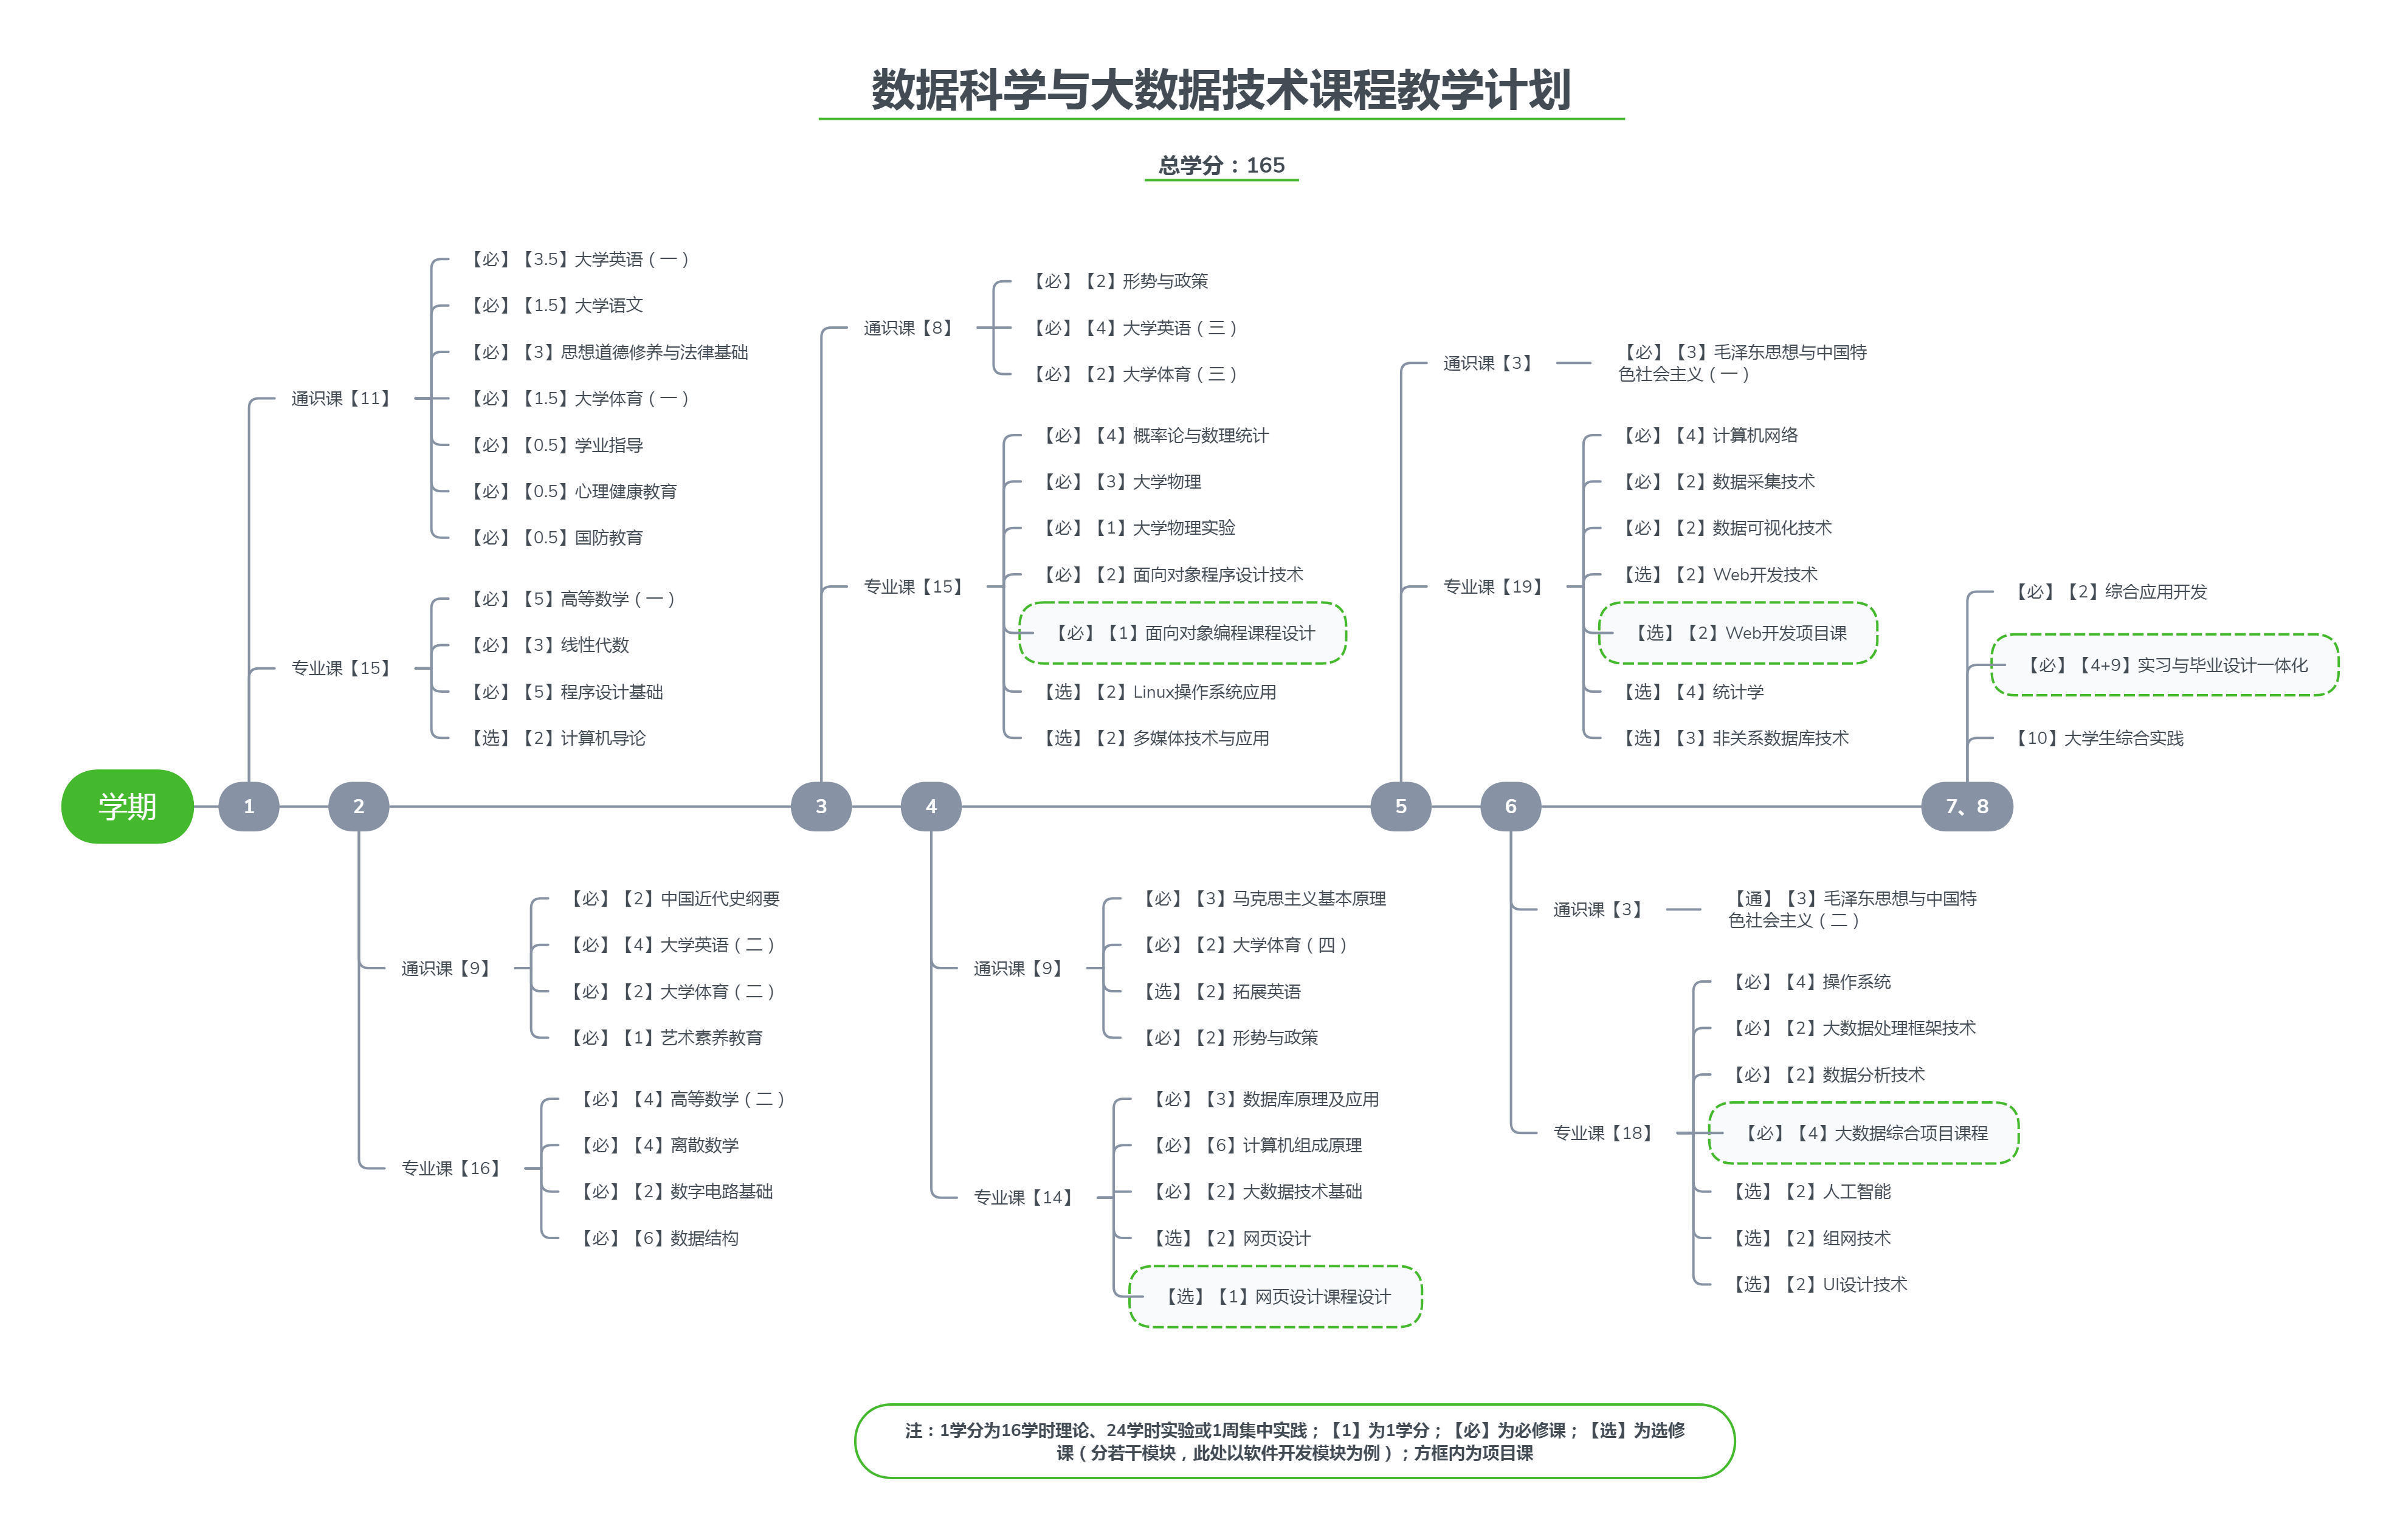 数据科学与大数据技术课程教学计划
总学分：165
学期
1
通识课【11】
【必】【3.5】大学英语（一）
【必】【1.5】大学语文
【必】【3】思想道德修养与法律基础
【必】【1.5】大学体育（一）
【必】【0.5】学业指导
【必】【0.5】心理健康教育
【必】【0.5】国防教育
专业课【15】
【必】【5】高等数学（一）
【必】【3】线性代数
【必】【5】程序设计基础
【选】【2】计算机导论
2
通识课【9】
【必】【2】中国近代史纲要
【必】【4】大学英语（二）
【必】【2】大学体育（二）
【必】【1】艺术素养教育
专业课【16】
【必】【4】高等数学（二）
【必】【4】离散数学
【必】【2】数字电路基础
【必】【6】数据结构
3
通识课【8】
【必】【2】形势与政策
【必】【4】大学英语（三）
【必】【2】大学体育（三）
专业课【15】
【必】【4】概率论与数理统计
【必】【3】大学物理
【必】【1】大学物理实验
【必】【2】面向对象程序设计技术
【必】【1】面向对象编程课程设计
【选】【2】Linux操作系统应用
【选】【2】多媒体技术与应用
4
通识课【9】
【必】【3】马克思主义基本原理
【必】【2】大学体育（四）
【选】【2】拓展英语
【必】【2】形势与政策
专业课【14】
【必】【3】数据库原理及应用
【必】【6】计算机组成原理
【必】【2】大数据技术基础
【选】【2】网页设计
【选】【1】网页设计课程设计
5
通识课【3】
【必】【3】毛泽东思想与中国特
色社会主义（一）
专业课【19】
【必】【4】计算机网络
【必】【2】数据采集技术
【必】【2】数据可视化技术
【选】【2】Web开发技术
【选】【2】Web开发项目课
【选】【4】统计学
【选】【3】非关系数据库技术
6
通识课【3】
【通】【3】毛泽东思想与中国特
色社会主义（二）
专业课【18】
【必】【4】操作系统
【必】【2】大数据处理框架技术
【必】【2】数据分析技术
【必】【4】大数据综合项目课程
【选】【2】人工智能
【选】【2】组网技术
【选】【2】UI设计技术
7、8
【必】【2】综合应用开发
【必】【4+9】实习与毕业设计一体化
【10】大学生综合实践
注：1学分为16学时理论、24学时实验或1周集中实践；【1】为1学分；【必】为必修课；【选】为选修
课（分若干模块，此处以软件开发模块为例）；方框内为项目课